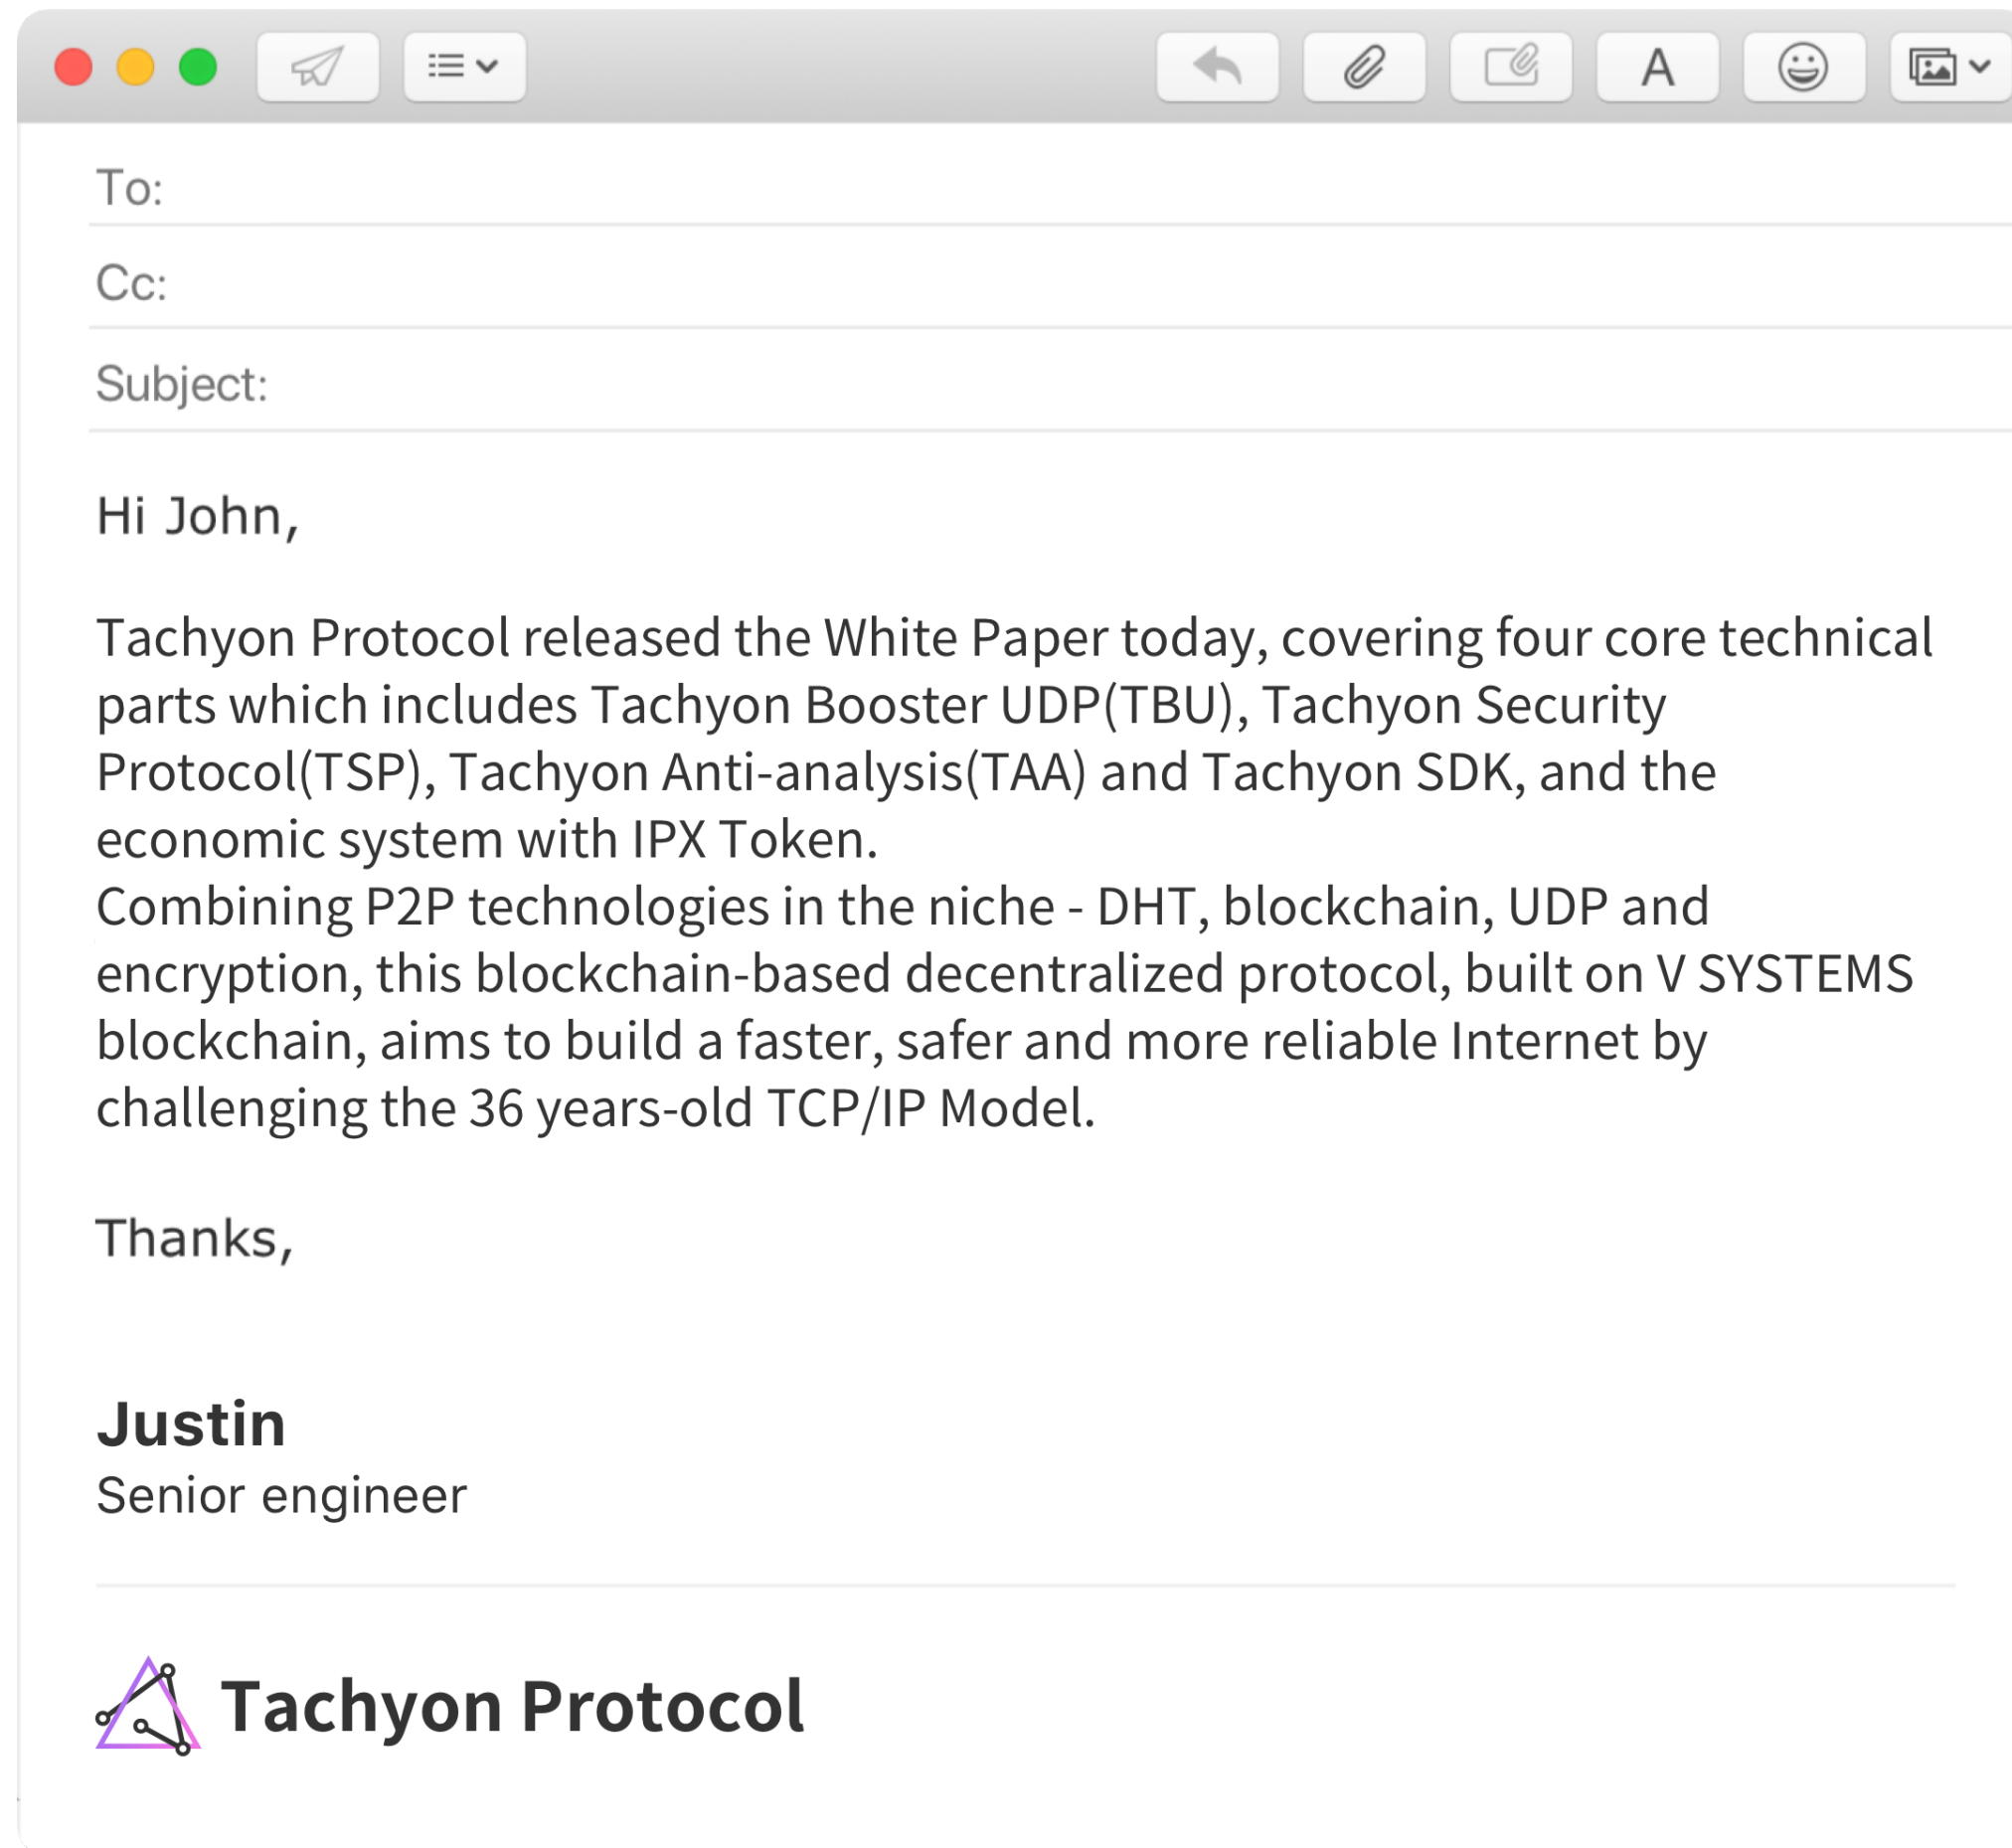 To:
Cc:
Subject:
Hi John,
Tachyon Protocol released the White Paper today, covering four core technical
parts which includes Tachyon Booster UDP(TBU), Tachyon Security
Protocol(TSP), Tachyon Anti-analysis(TAA) and Tachyon SDK, and the
economic system with IPX Token.
Combining P2P technologies in the niche - DHT, blockchain, UDP and
encryption, this blockchain-based decentralized protocol, built on V SYSTEMS
blockchain, aims to build a faster, safer and more reliable Internet by
challenging the 36 years-old TCP/IP Model.
Thanks,
Justin
Senior engineer
Tachyon Protocol